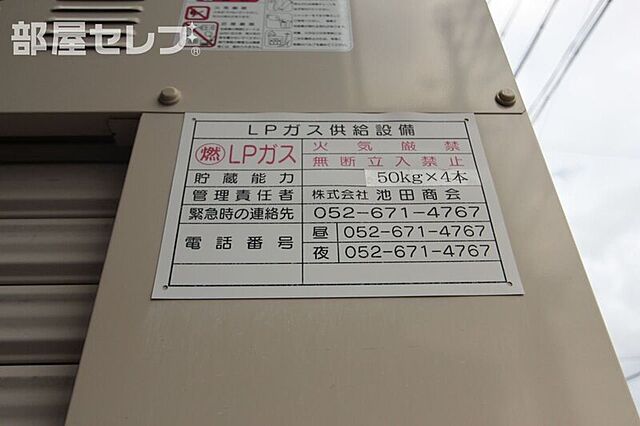 部屋セレブ®
LPガス供給設備
燃 LPガス 火気厳禁
無断立入禁止
貯蔵能力 50kg×4本
管理責任者 株式会社 池田商会
緊急時の連絡先 052-671-4767
電話番号 昼 052-671-4767
夜 052-671-4767